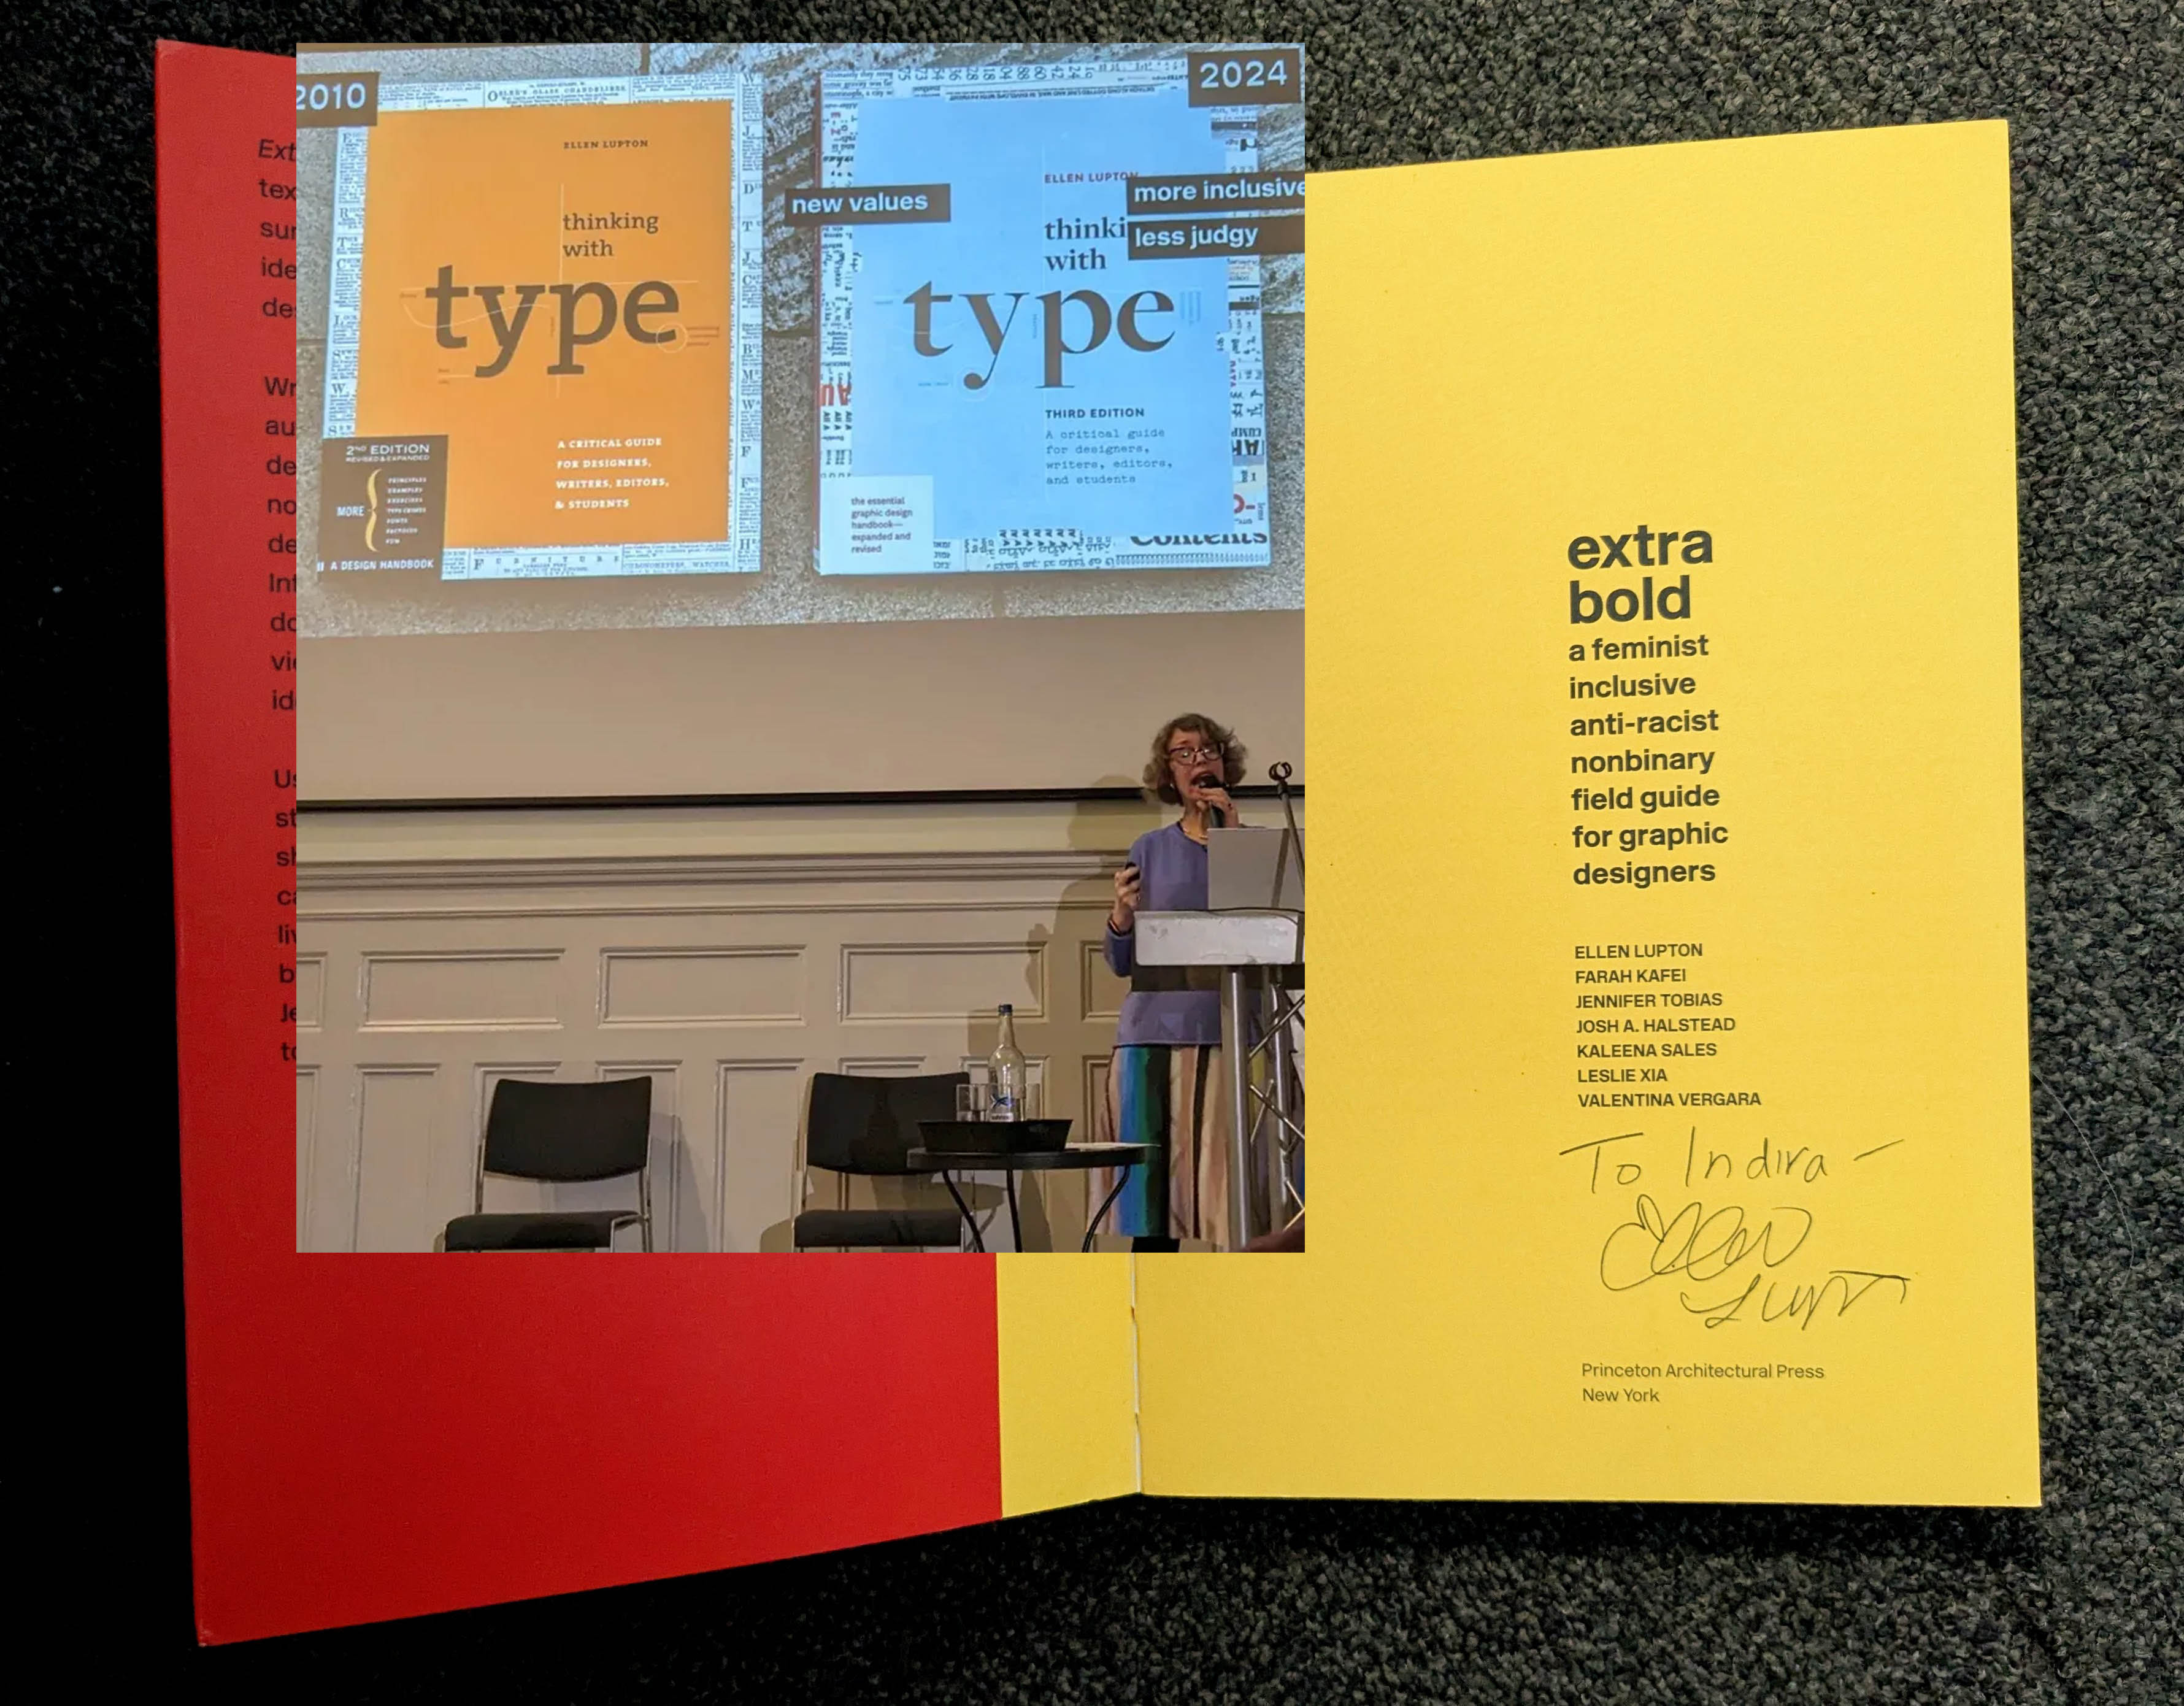 2010
ELLEN LUPTON
thinking
with
type
2ND EDITION
REVISED & EXPANDED
MORE
PRINCIPLES
EXAMPLES
EXERCISES
TYPE CRIMES
FONTS
FACTOIDS
FUN
A DESIGN HANDBOOK
A CRITICAL GUIDE
FOR DESIGNERS,
WRITERS, EDITORS,
& STUDENTS
2024
new values
ELLEN LUPTON
more inclusive
less judgy
thinki
with
type
THIRD EDITION
A critical guide
for designers,
writers, editors,
and students
the essential
graphic design
handbook—
expanded and
revised
Contents
Ext
tex
sur
ide
de
Wr
au
de
no
de
Int
do
vi
id
Us
st
sh
ca
liv
b
Je
to
extra
bold
a feminist
inclusive
anti-racist
nonbinary
field guide
for graphic
designers
ELLEN LUPTON
FARAH KAFEI
JENNIFER TOBIAS
JOSH A. HALSTEAD
KALEENA SALES
LESLIE XIA
VALENTINA VERGARA
To Indira —
Ellen
Lupt
Princeton Architectural Press
New York